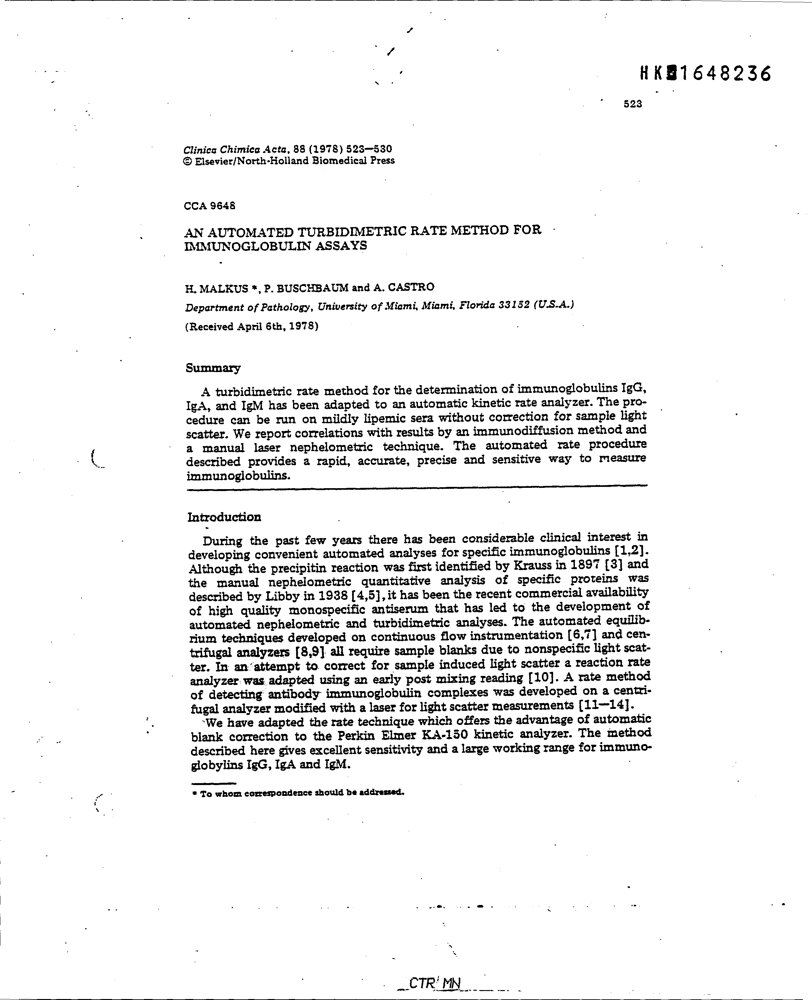 HK01648236
523
Clinica Chimica Acta, 88 (1978) 523—530
© Elsevier/North-Holland Biomedical Press
CCA 9648
AN AUTOMATED TURBIDIMETRIC RATE METHOD FOR
IMMUNOGLOBULIN ASSAYS
H. MALKUS *, P. BUSCHBAUM and A. CASTRO
Department of Pathology, University of Miami, Miami, Florida 33152 (U.S.A.)
(Received April 6th, 1978)
Summary
A turbidimetric rate method for the determination of immunoglobulins IgG,
IgA, and IgM has been adapted to an automatic kinetic rate analyzer. The pro-
cedure can be run on mildly lipemic sera without correction for sample light
scatter. We report correlations with results by an immunodiffusion method and
a manual laser nephelometric technique. The automated rate procedure
described provides a rapid, accurate, precise and sensitive way to measure
immunoglobulins.
Introduction
During the past few years there has been considerable clinical interest in
developing convenient automated analyses for specific immunoglobulins [1,2].
Although the precipitin reaction was first identified by Krauss in 1897 [3] and
the manual nephelometric quantitative analysis of specific proteins was
described by Libby in 1938 [4,5], it has been the recent commercial availability
of high quality monospecific antiserum that has led to the development of
automated nephelometric and turbidimetric analyses. The automated equilib-
rium techniques developed on continuous flow instrumentation [6,7] and cen-
trifugal analyzers [8,9] all require sample blanks due to nonspecific light scat-
ter. In an attempt to correct for sample induced light scatter a reaction rate
analyzer was adapted using an early post mixing reading [10]. A rate method
of detecting antibody immunoglobulin complexes was developed on a centri-
fugal analyzer modified with a laser for light scatter measurements [11—14].
We have adapted the rate technique which offers the advantage of automatic
blank correction to the Perkin Elmer KA-150 kinetic analyzer. The method
described here gives excellent sensitivity and a large working range for immuno-
globylins IgG, IgA and IgM.
* To whom correspondence should be addressed.
CTR MN